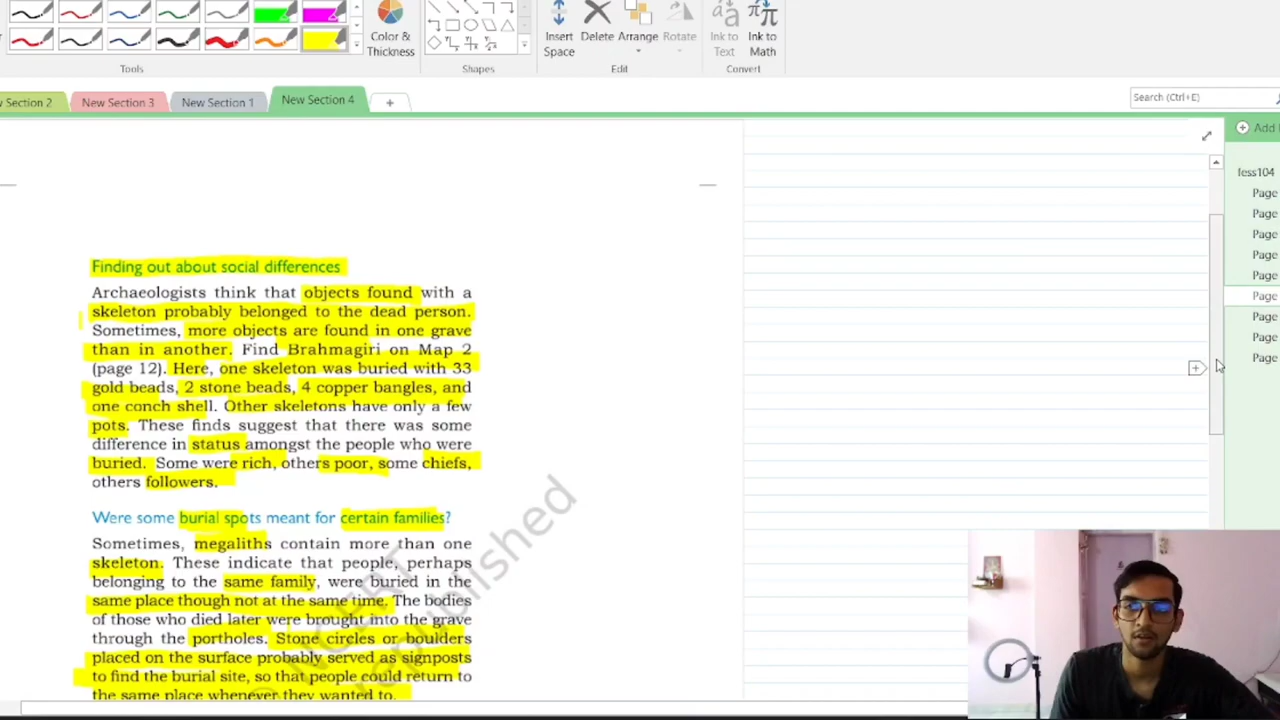 Color &
Thickness
Insert
Space
Delete
Arrange
Rotate
Ink to
Text
Ink to
Math
Tools
Shapes
Edit
Convert
Section 2
New Section 3
New Section 1
New Section 4
Search (Ctrl+E)
Add
fess104
Page
Page
Page
Page
Page
Page
Page
Page
Page
Finding out about social differences
Archaeologists think that objects found with a
skeleton probably belonged to the dead person.
Sometimes, more objects are found in one grave
than in another. Find Brahmagiri on Map 2
(page 12). Here, one skeleton was buried with 33
gold beads, 2 stone beads, 4 copper bangles, and
one conch shell. Other skeletons have only a few
pots. These finds suggest that there was some
difference in status amongst the people who were
buried. Some were rich, others poor, some chiefs,
others followers.
Were some burial spots meant for certain families?
Sometimes, megaliths contain more than one
skeleton. These indicate that people, perhaps
belonging to the same family, were buried in the
same place though not at the same time. The bodies
of those who died later were brought into the grave
through the portholes. Stone circles or boulders
placed on the surface probably served as signposts
to find the burial site, so that people could return to
the same place whenever they wanted to.
© NCERT
republished